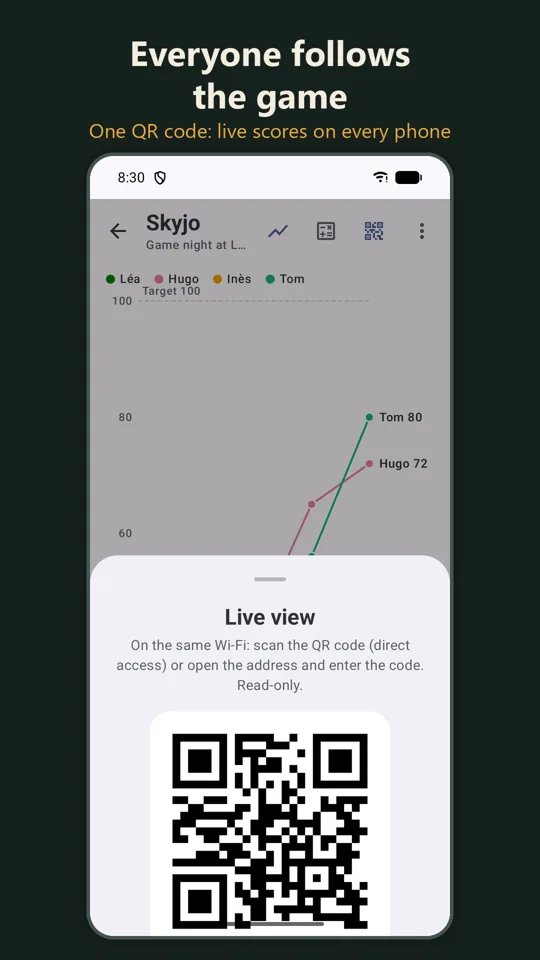 Everyone follows
the game
One QR code: live scores on every phone
8:30
Skyjo
Game night at L...
Léa Hugo Inès Tom
Target 100
100
80
Tom 80
Hugo 72
60
Live view
On the same Wi-Fi: scan the QR code (direct
access) or open the address and enter the code.
Read-only.